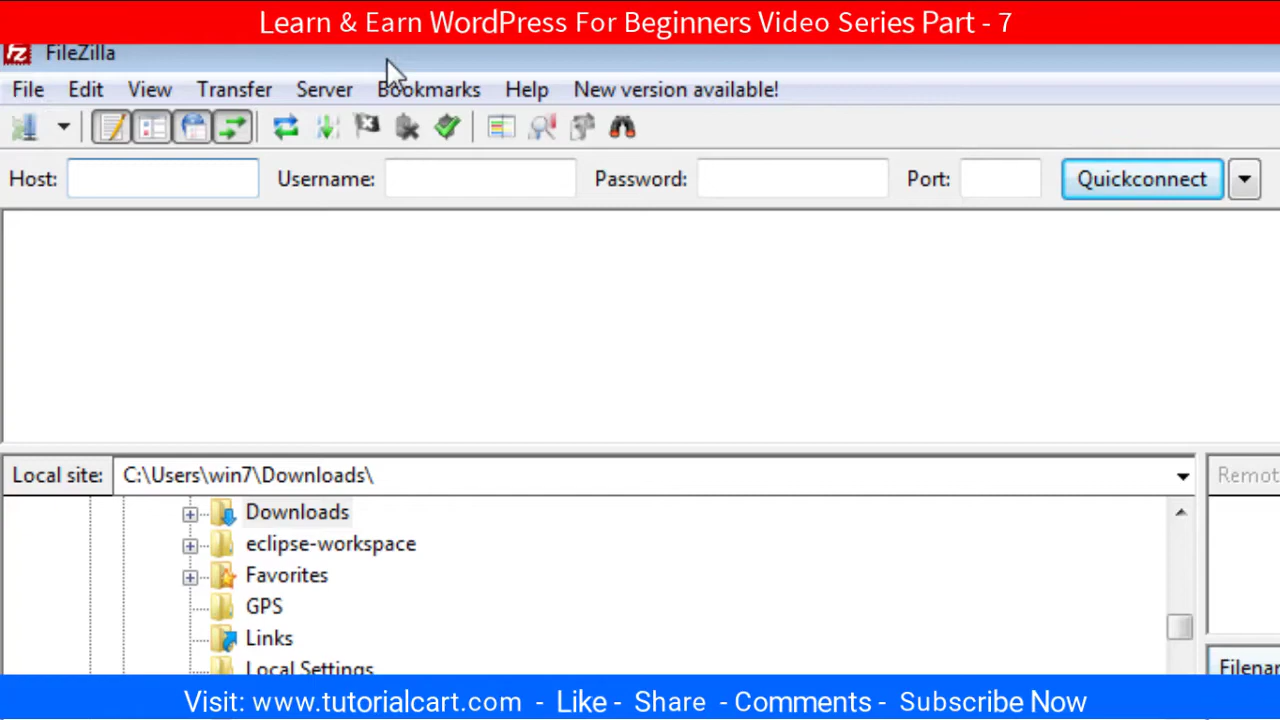 Learn & Earn WordPress For Beginners Video Series Part - 7
FileZilla
File Edit View Transfer Server Bookmarks Help New version available!
Host: Username: Password: Port: Quickconnect
Local site: C:\Users\win7\Downloads\ Remot
Downloads
eclipse-workspace
Favorites
GPS
Links
Local Settings
Filenar
Visit: www.tutorialcart.com - Like - Share - Comments - Subscribe Now